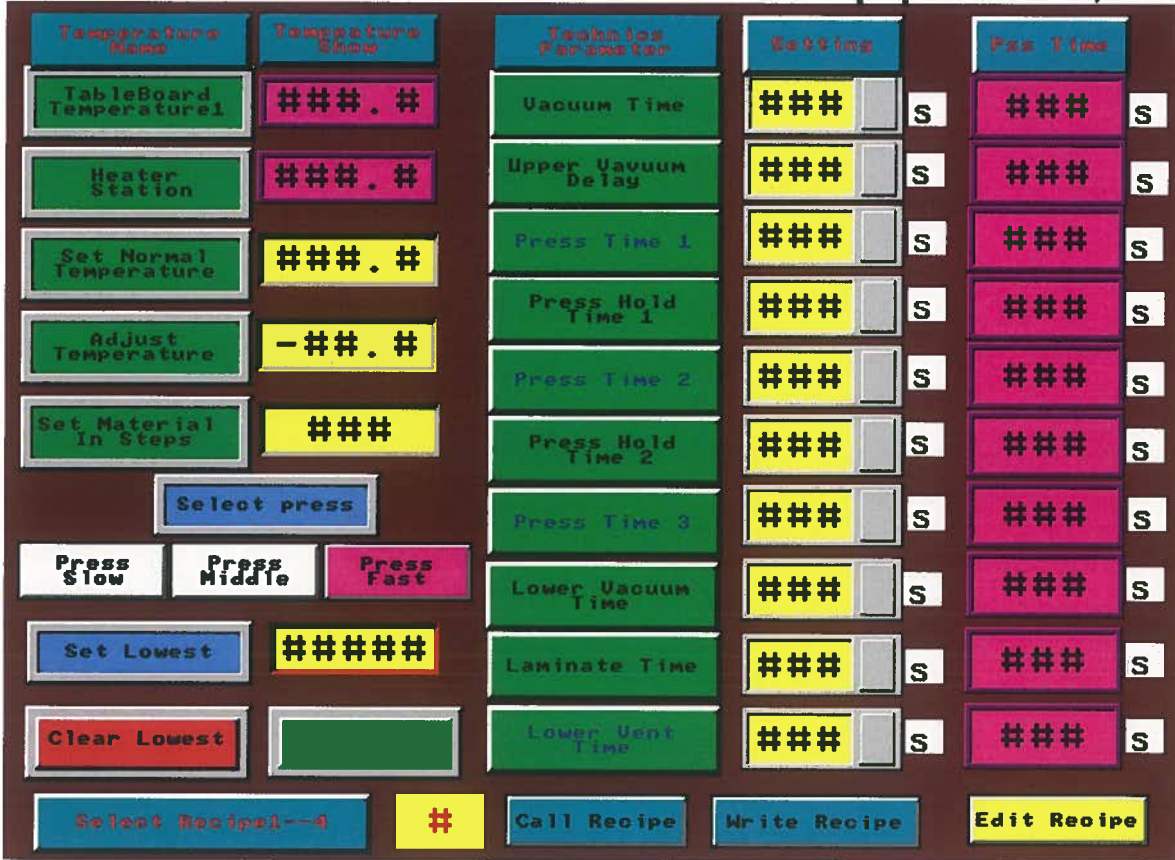 Temperature Name
Temppature Show
Technics Parameter
Setting
Pss Time
TableBoard Temperature1
###.#
Vacuum Time
###
S
###
S
Heater Station
###.#
Upper Vavuum Delay
###
S
###
S
Set Normal Temperature
###.#
Press Time 1
###
S
###
S
Press Hold Time 1
###
S
###
S
Adjust Temperature
-##.#
Press Time 2
###
S
###
S
Set Material In Steps
###
Press Hold Time 2
###
S
###
S
Select press
Press Time 3
###
S
###
S
Press Slow
Press Middle
Press Fast
Lower Vacuum Time
###
S
###
S
Set Lowest
#####
Laminate Time
###
S
###
S
Clear Lowest
Lower Vent Time
###
S
###
S
Select Recipe1--4
#
Call Recipe
Write Recipe
Edit Recipe